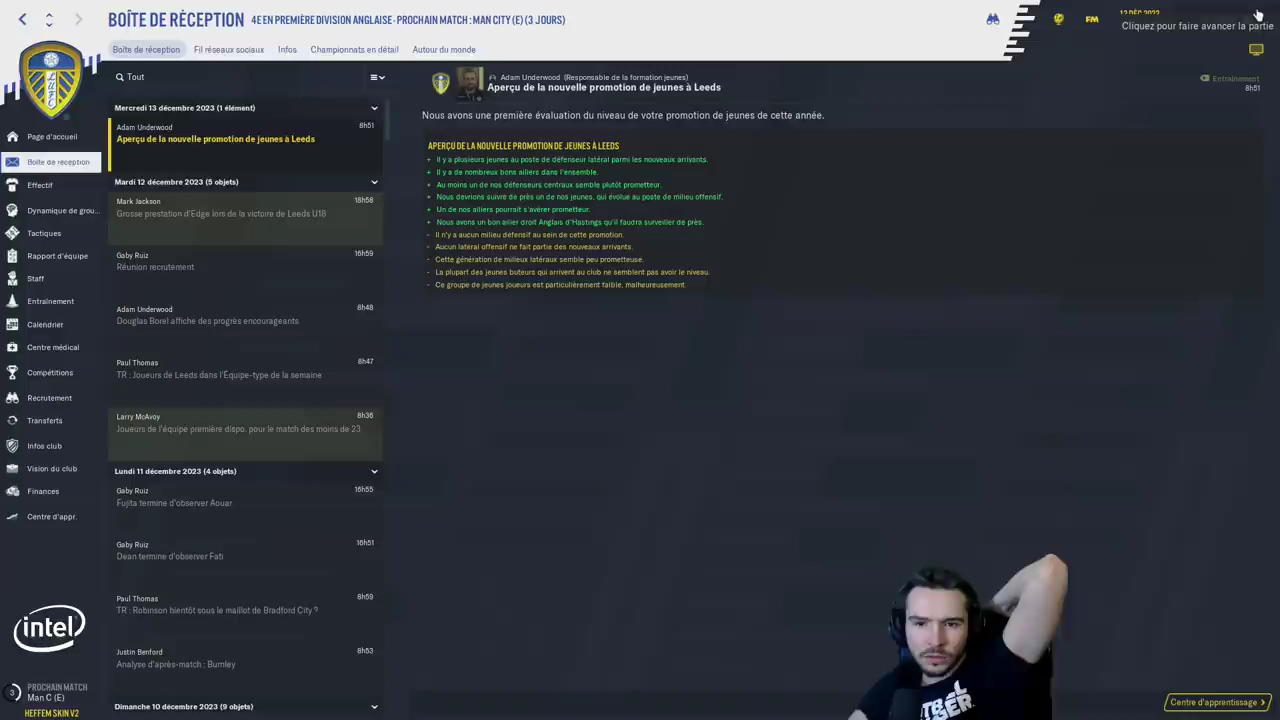 BOÎTE DE RÉCEPTION
4E EN PREMIÈRE DIVISION ANGLAISE · PROCHAIN MATCH : MAN CITY (E) (3 JOURS)
FM
Cliquez pour faire avancer la partie
Boîte de réception
Fil réseaux sociaux
Infos
Championnats en détail
Autour du monde
Page d'accueil
Boîte de réception
Effectif
Dynamique de grou...
Tactiques
Rapport d'équipe
Staff
Entraînement
Calendrier
Centre médical
Compétitions
Recrutement
Transferts
Infos club
Vision du club
Finances
Centre d'appr.
intel
3
PROCHAIN MATCH
Man C (E)
HEFFEM SKIN V2
Tout
Mercredi 13 décembre 2023 (1 élément)
Adam Underwood 8h51
Aperçu de la nouvelle promotion de jeunes à Leeds
Mardi 12 décembre 2023 (5 objets)
Mark Jackson 18h58
Grosse prestation d'Edge lors de la victoire de Leeds U18
Gaby Ruiz 16h59
Réunion recrutement
Adam Underwood 8h48
Douglas Borel affiche des progrès encourageants
Paul Thomas 8h47
TR : Joueurs de Leeds dans l'Équipe-type de la semaine
Larry McAvoy 8h36
Joueurs de l'équipe première dispo. pour le match des moins de 23
Lundi 11 décembre 2023 (4 objets)
Gaby Ruiz 16h55
Fujita termine d'observer Aouar
Gaby Ruiz 16h51
Dean termine d'observer Fati
Paul Thomas 8h59
TR : Robinson bientôt sous le maillot de Bradford City ?
Justin Benford 8h53
Analyse d'après-match : Burnley
Dimanche 10 décembre 2023 (9 objets)
Adam Underwood (Responsable de la formation jeunes)
Aperçu de la nouvelle promotion de jeunes à Leeds
Entraînement
8h51
Nous avons une première évaluation du niveau de votre promotion de jeunes de cette année.
APERÇU DE LA NOUVELLE PROMOTION DE JEUNES À LEEDS
+ Il y a plusieurs jeunes au poste de défenseur latéral parmi les nouveaux arrivants.
+ Il y a de nombreux bons ailiers dans l'ensemble.
+ Au moins un de nos défenseurs centraux semble plutôt prometteur.
+ Nous devrions suivre de près un de nos jeunes, qui évolue au poste de milieu offensif.
+ Un de nos ailiers pourrait s'avérer prometteur.
+ Nous avons un bon ailier droit Anglais d'Hastings qu'il faudra surveiller de près.
- Il n'y a aucun milieu défensif au sein de cette promotion.
- Aucun latéral offensif ne fait partie des nouveaux arrivants.
- Cette génération de milieux latéraux semble peu prometteuse.
- La plupart des jeunes buteurs qui arrivent au club ne semblent pas avoir le niveau.
- Ce groupe de jeunes joueurs est particulièrement faible, malheureusement.
Centre d'apprentissage